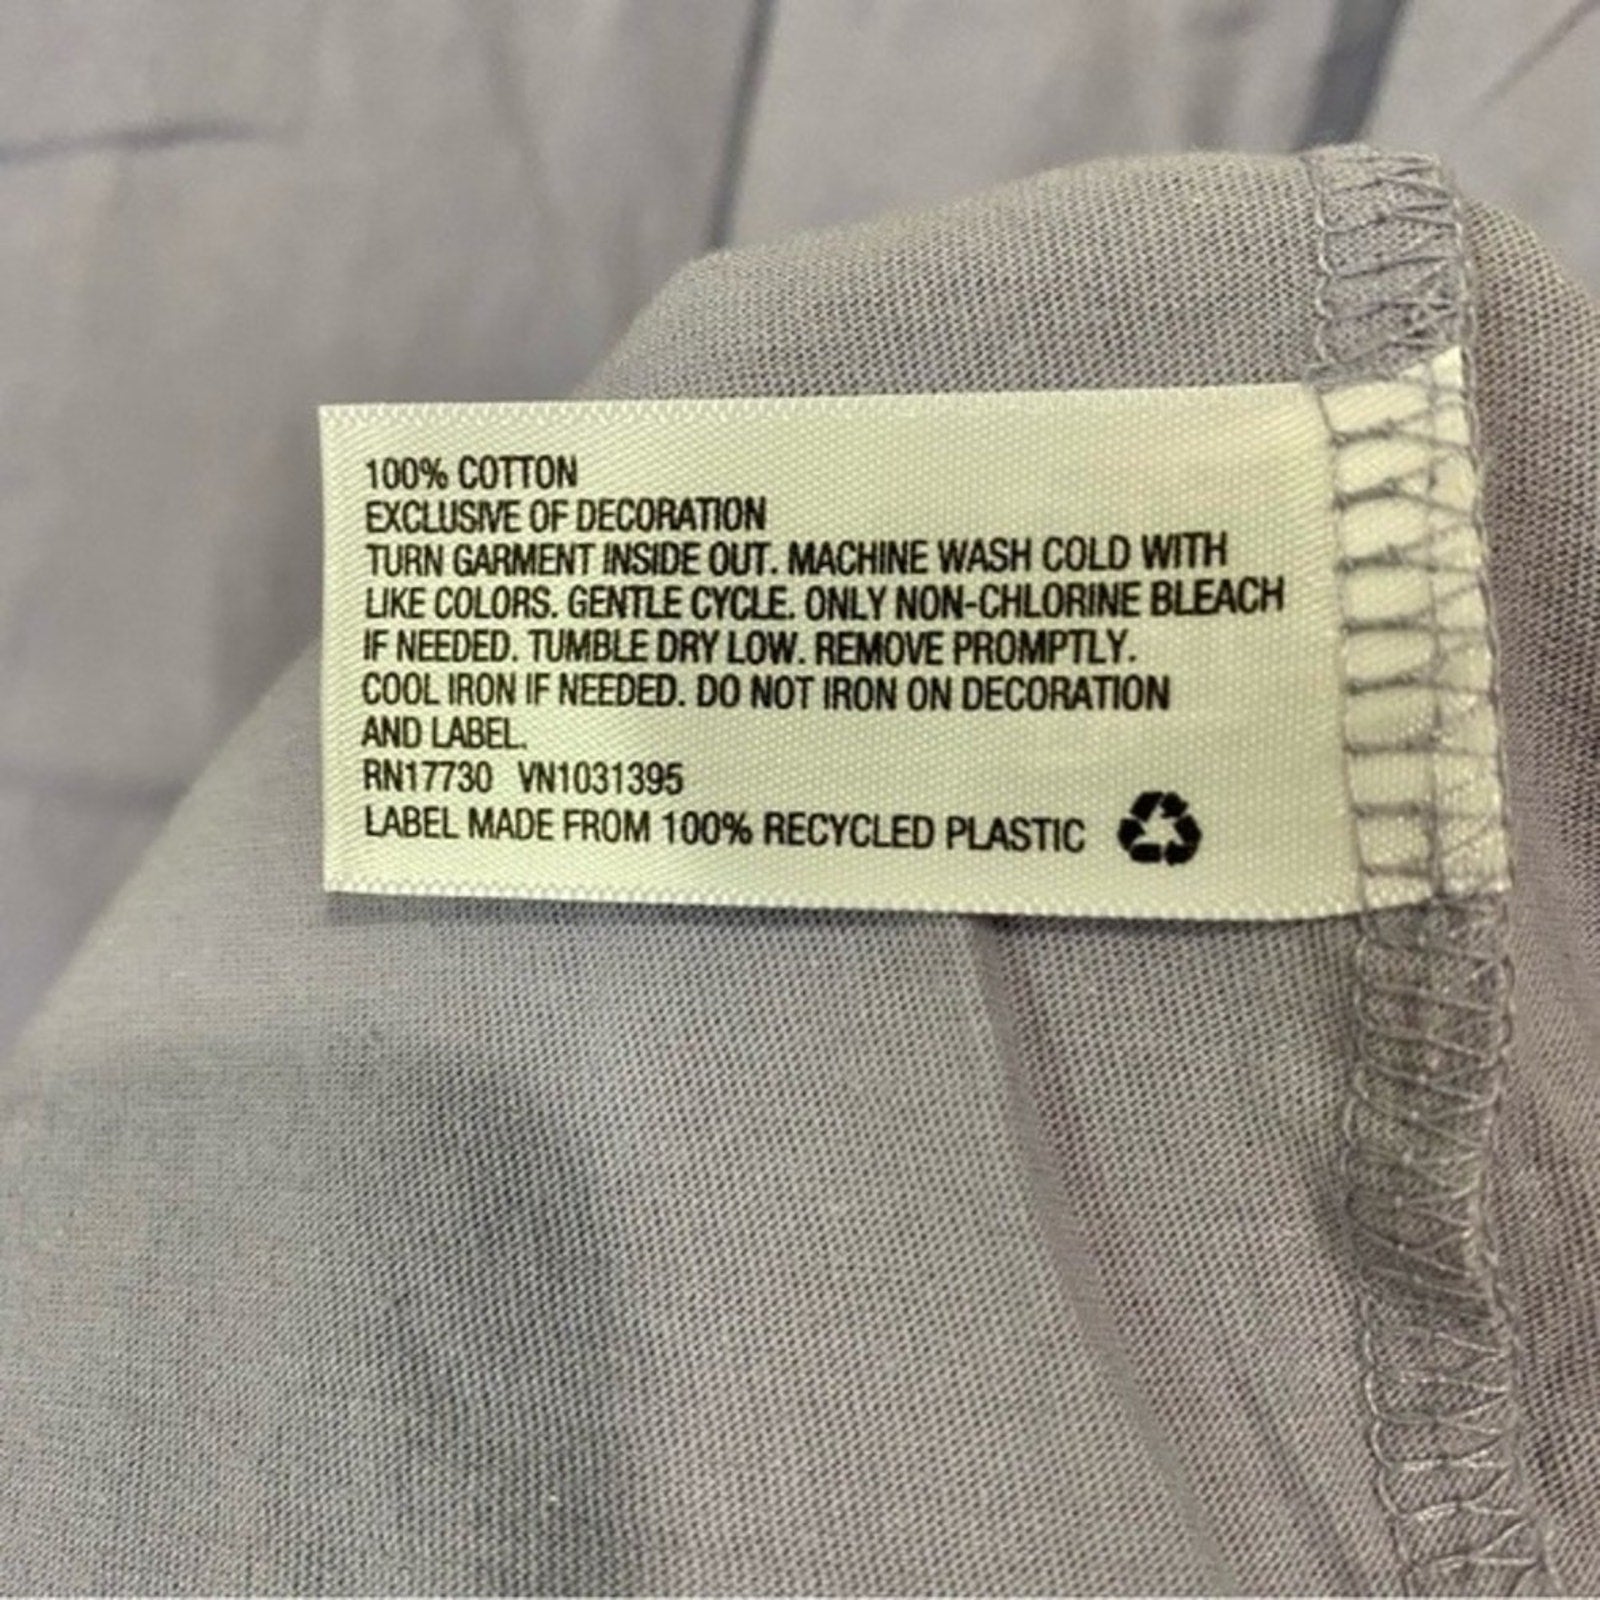 100% COTTON
EXCLUSIVE OF DECORATION
TURN GARMENT INSIDE OUT. MACHINE WASH COLD WITH
LIKE COLORS. GENTLE CYCLE. ONLY NON-CHLORINE BLEACH
IF NEEDED. TUMBLE DRY LOW. REMOVE PROMPTLY.
COOL IRON IF NEEDED. DO NOT IRON ON DECORATION
AND LABEL.
RN17730 VN1031395
LABEL MADE FROM 100% RECYCLED PLASTIC